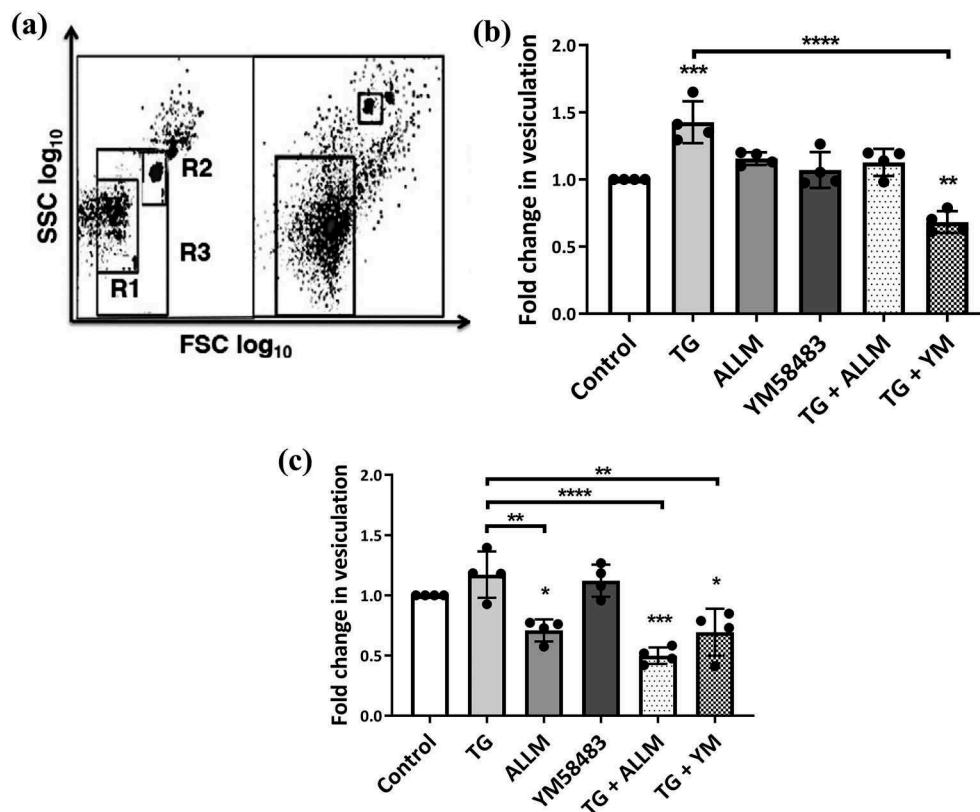 (a)
SSC log10
R2
R3
R1
FSC log10
(b)
Fold change in vesiculation
2.0
1.5
1.0
0.5
0.0
****
***
**
Control
TG
ALLM
YM58483
TG + ALLM
TG + YM
(c)
Fold change in vesiculation
2.0
1.5
1.0
0.5
0.0
**
****
**
*
***
*
Control
TG
ALLM
YM58483
TG + ALLM
TG + YM